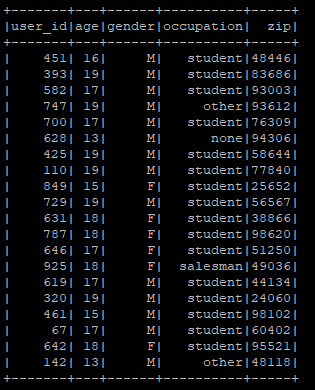 +-------+---+------+----------+-----+
|user_id|age|gender|occupation|  zip|
+-------+---+------+----------+-----+
|    451| 16|     M|   student|48446|
|    393| 19|     M|   student|83686|
|    582| 17|     M|   student|93003|
|    747| 19|     M|     other|93612|
|    700| 17|     M|   student|76309|
|    628| 13|     M|      none|94306|
|    425| 19|     M|   student|58644|
|    110| 19|     M|   student|77840|
|    849| 15|     F|   student|25652|
|    729| 19|     M|   student|56567|
|    631| 18|     F|   student|38866|
|    787| 18|     F|   student|98620|
|    646| 17|     F|   student|51250|
|    925| 18|     F|  salesman|49036|
|    619| 17|     M|   student|44134|
|    320| 19|     M|   student|24060|
|    461| 15|     M|   student|98102|
|     67| 17|     M|   student|60402|
|    642| 18|     F|   student|95521|
|    142| 13|     M|     other|48118|
+-------+---+------+----------+-----+